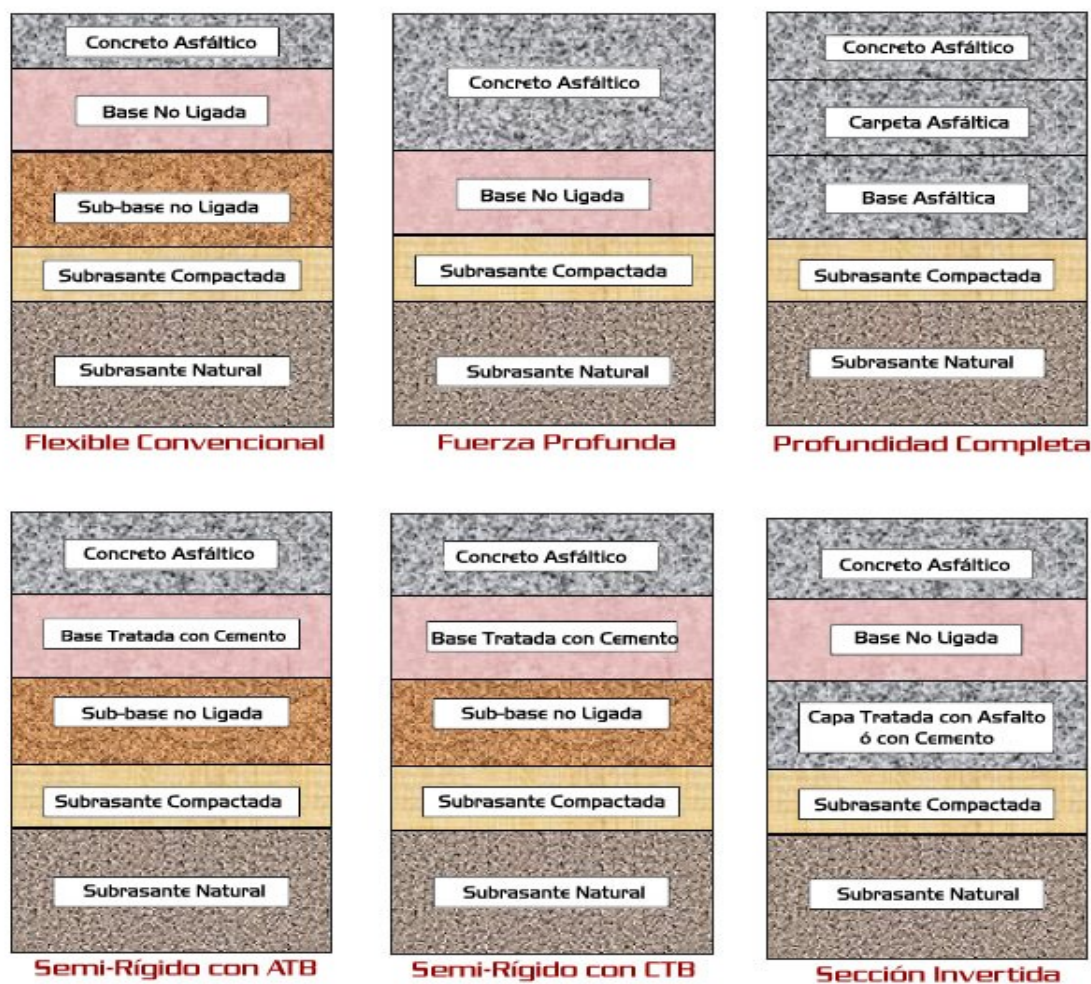 Concreto Asfáltico
Base No Ligada
Sub-base no Ligada
Subrasante Compactada
Subrasante Natural
Flexible Convencional
Concreto Asfáltico
Base No Ligada
Subrasante Compactada
Subrasante Natural
Fuerza Profunda
Concreto Asfáltico
Carpeta Asfáltica
Base Asfáltica
Subrasante Compactada
Subrasante Natural
Profundidad Completa
Concreto Asfáltico
Base Tratada con Cemento
Sub-base no Ligada
Subrasante Compactada
Subrasante Natural
Semi-Rígido con ATB
Concreto Asfáltico
Base Tratada con Cemento
Sub-base no Ligada
Subrasante Compactada
Subrasante Natural
Semi-Rígido con CTB
Concreto Asfáltico
Base No Ligada
Capa Tratada con Asfalto
ó con Cemento
Subrasante Compactada
Subrasante Natural
Sección Invertida